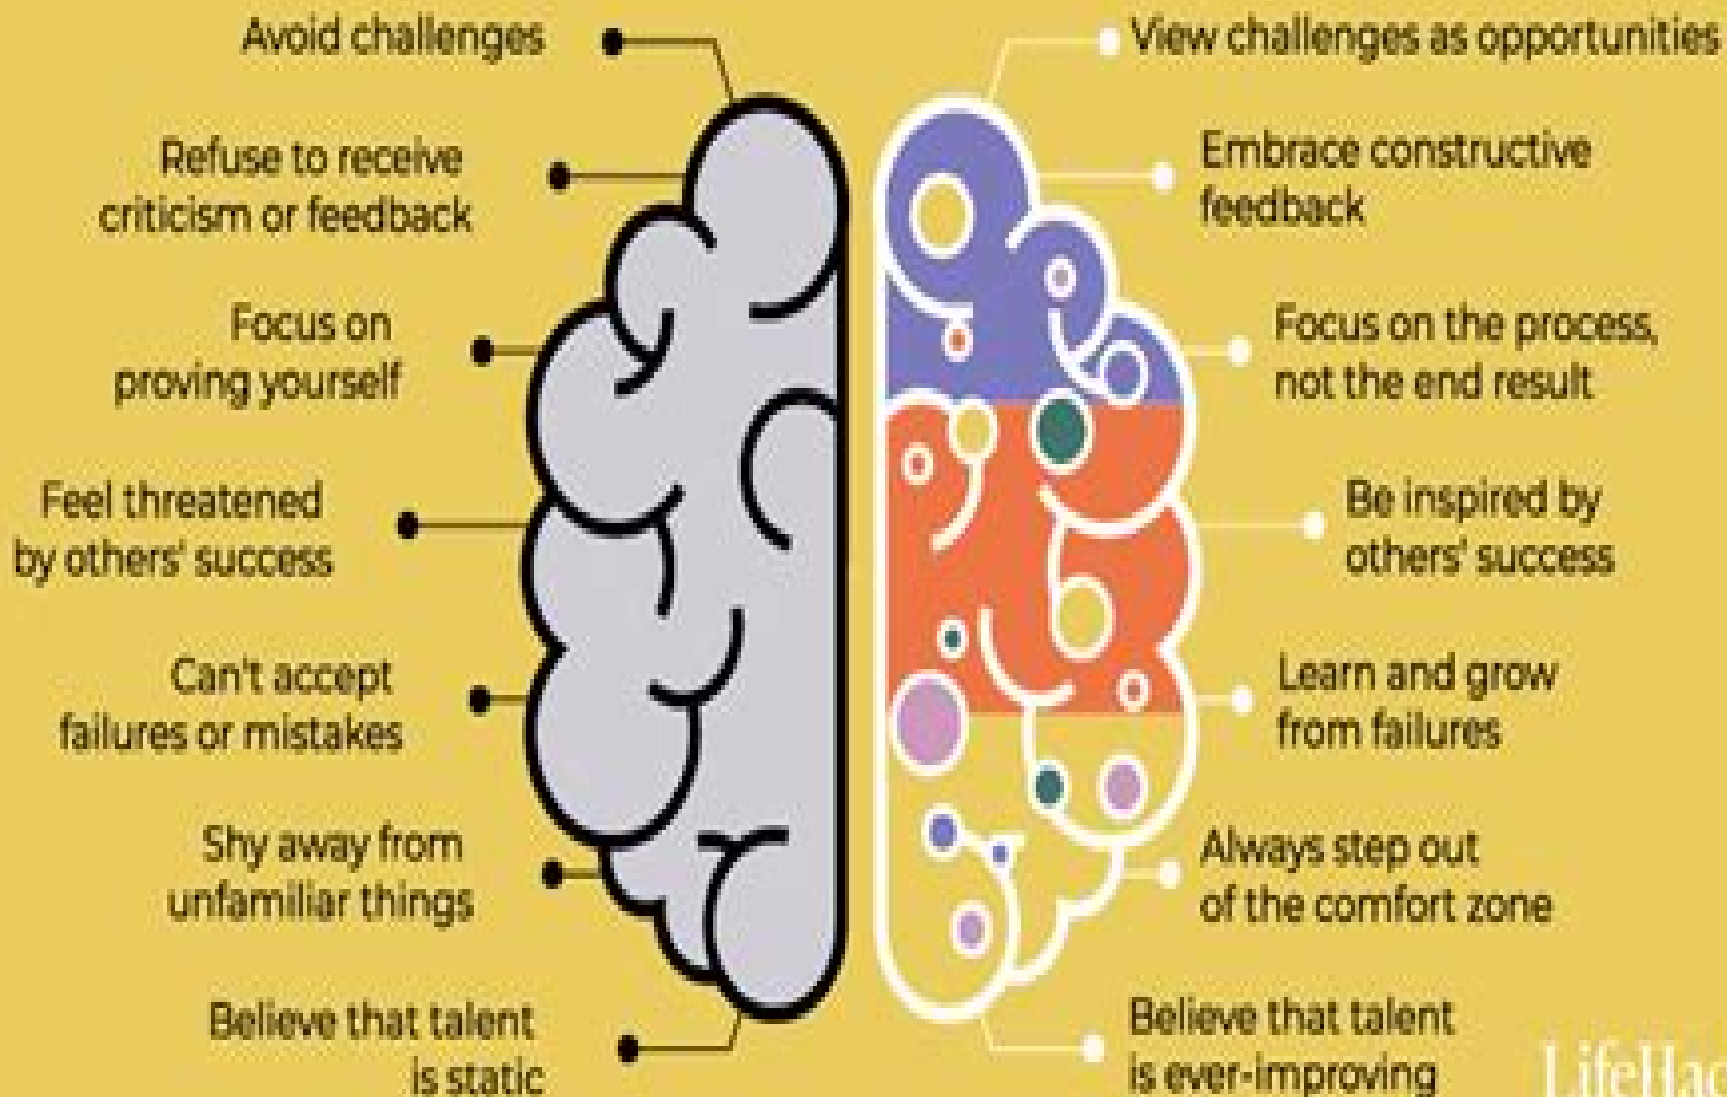 Avoid challenges
Refuse to receive
criticism or feedback
Focus on
proving yourself
Feel threatened
by others' success
Can't accept
failures or mistakes
Shy away from
unfamiliar things
Believe that talent
is static
View challenges as opportunities
Embrace constructive
feedback
Focus on the process,
not the end result
Be inspired by
others' success
Learn and grow
from failures
Always step out
of the comfort zone
Believe that talent
is ever-improving
LifeHac